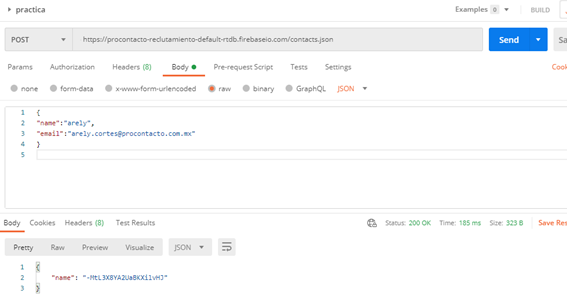 practica
Examples 0 BUILD
POST https://procontacto-reclutamiento-default-rtdb.firebaseio.com/contacts.json Send Sa
Params Authorization Headers (8) Body Pre-request Script Tests Settings Cook
none form-data x-www-form-urlencoded raw binary GraphQL JSON
1 {
2 "name":"arely",
3 "email":"arely.cortes@procontacto.com.mx"
4 }
5
Body Cookies Headers (8) Test Results Status: 200 OK Time: 185 ms Size: 323 B Save Res
Pretty Raw Preview Visualize JSON
1 {
2 "name": "-MtL3X8YA2Ua8KXilvHJ"
3 }